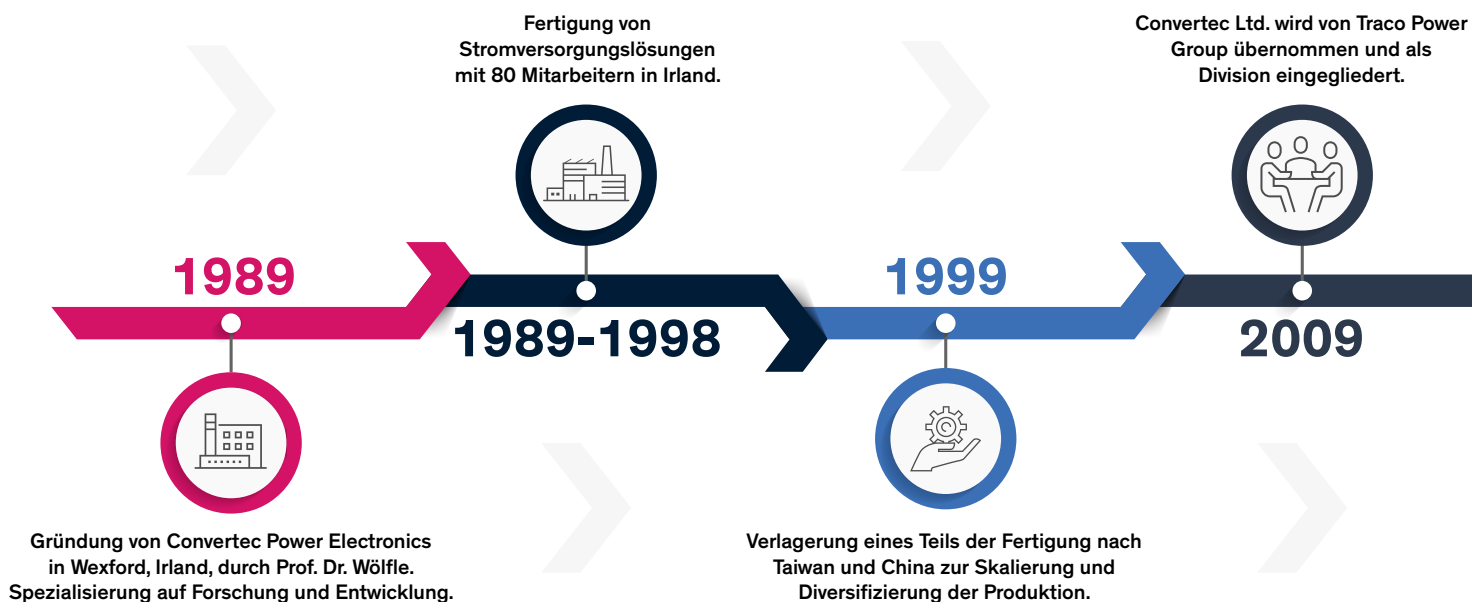 1989
Gründung von Convertec Power Electronics
in Wexford, Irland, durch Prof. Dr. Wölfle.
Spezialisierung auf Forschung und Entwicklung.
Fertigung von
Stromversorgungslösungen
mit 80 Mitarbeitern in Irland.
1989-1998
1999
Verlagerung eines Teils der Fertigung nach
Taiwan und China zur Skalierung und
Diversifizierung der Produktion.
Convertec Ltd. wird von Traco Power
Group übernommen und als
Division eingegliedert.
2009